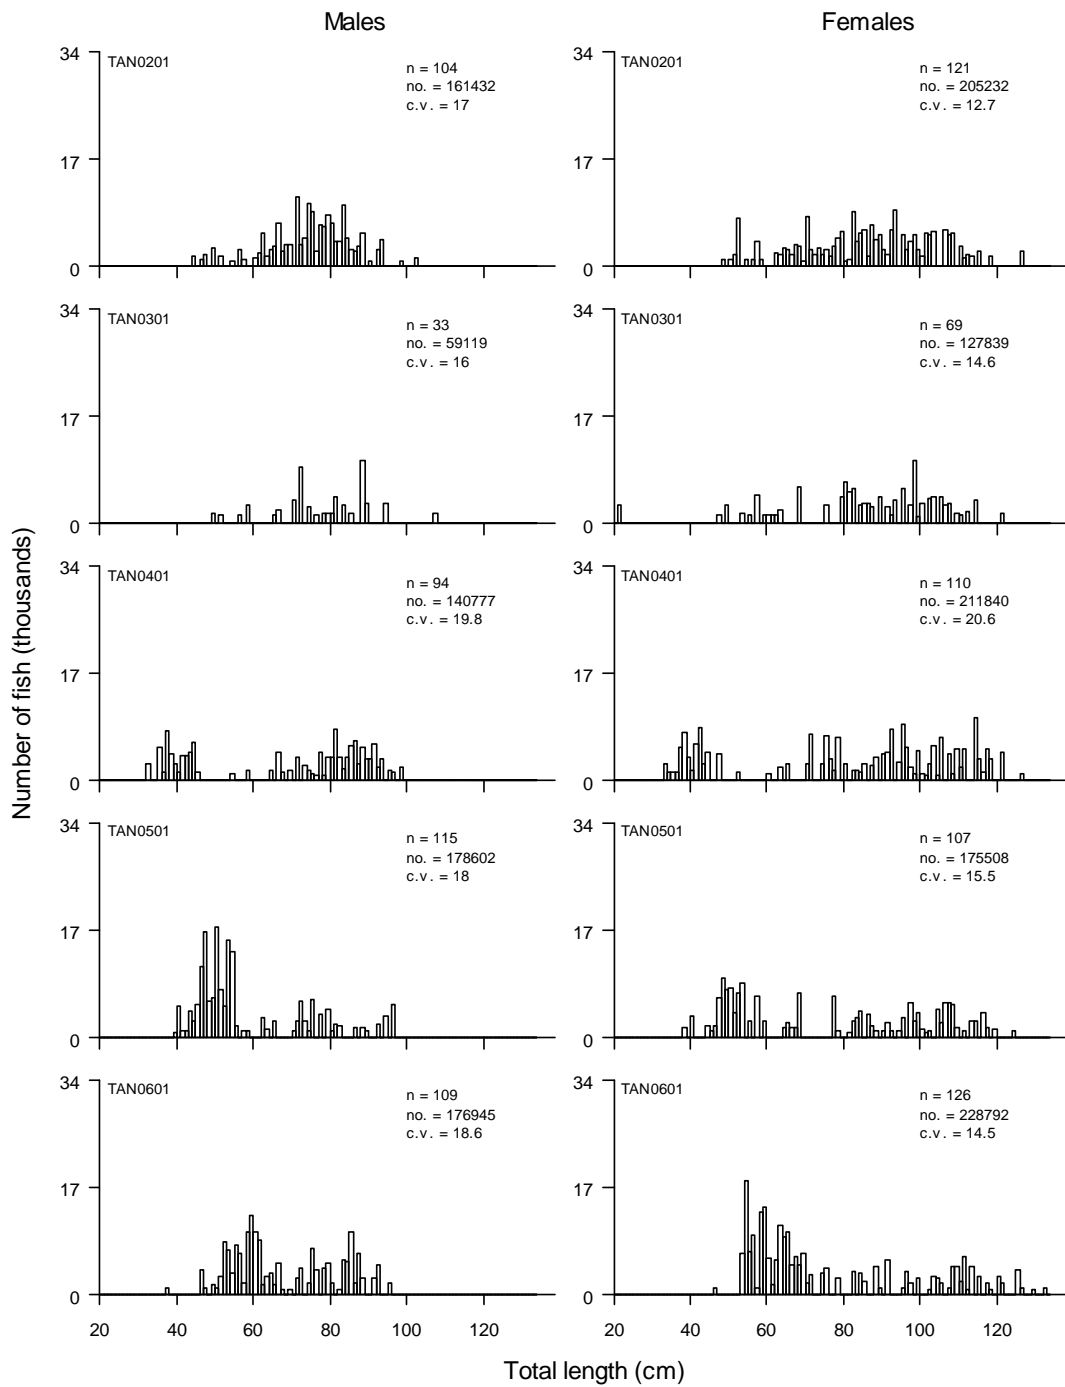 Males
Females
34
TAN0201
n = 104
no. = 161432
c.v. = 17
17
0
TAN0201
34
n = 121
no. = 205232
c.v. = 12.7
17
0
34
TAN0301
n = 33
no. = 59119
c.v. = 16
17
0
34
TAN0301
n = 69
no. = 127839
c.v. = 14.6
17
0
34
TAN0401
n = 94
no. = 140777
c.v. = 19.8
17
0
34
TAN0401
n = 110
no. = 211840
c.v. = 20.6
17
0
34
TAN0501
n = 115
no. = 178602
c.v. = 18
17
0
34
TAN0501
n = 107
no. = 175508
c.v. = 15.5
17
0
34
TAN0601
n = 109
no. = 176945
c.v. = 18.6
17
0
34
TAN0601
n = 126
no. = 228792
c.v. = 14.5
17
0
20 40 60 80 100 120
20 40 60 80 100 120
Number of fish (thousands)
Total length (cm)